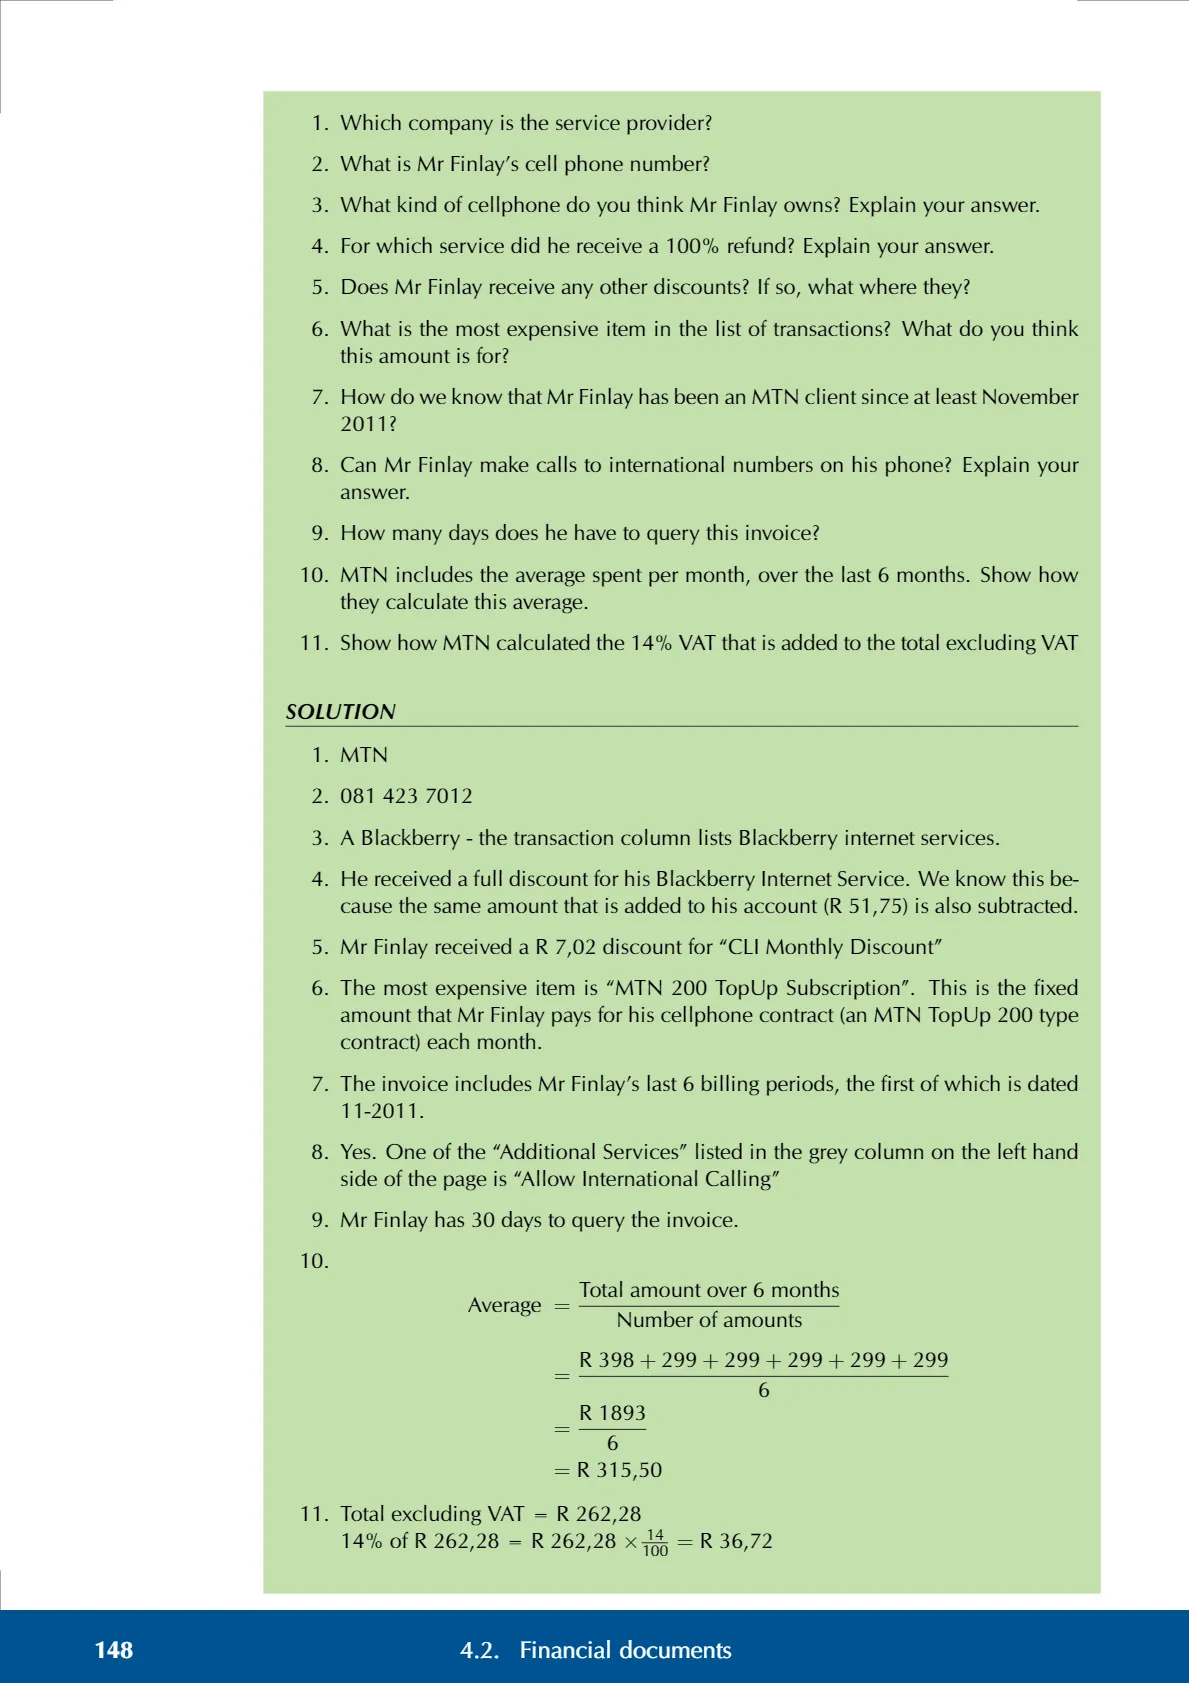 1. Which company is the service provider?
2. What is Mr Finlay’s cell phone number?
3. What kind of cellphone do you think Mr Finlay owns? Explain your answer.
4. For which service did he receive a 100% refund? Explain your answer.
5. Does Mr Finlay receive any other discounts? If so, what where they?
6. What is the most expensive item in the list of transactions? What do you think
this amount is for?
7. How do we know that Mr Finlay has been an MTN client since at least November
2011?
8. Can Mr Finlay make calls to international numbers on his phone? Explain your
answer.
9. How many days does he have to query this invoice?
10. MTN includes the average spent per month, over the last 6 months. Show how
they calculate this average.
11. Show how MTN calculated the 14% VAT that is added to the total excluding VAT
SOLUTION
1. MTN
2. 081 423 7012
3. A Blackberry - the transaction column lists Blackberry internet services.
4. He received a full discount for his Blackberry Internet Service. We know this be-
cause the same amount that is added to his account (R 51,75) is also subtracted.
5. Mr Finlay received a R 7,02 discount for “CLI Monthly Discount”
6. The most expensive item is “MTN 200 TopUp Subscription”. This is the fixed
amount that Mr Finlay pays for his cellphone contract (an MTN TopUp 200 type
contract) each month.
7. The invoice includes Mr Finlay’s last 6 billing periods, the first of which is dated
11-2011.
8. Yes. One of the “Additional Services” listed in the grey column on the left hand
side of the page is “Allow International Calling”
9. Mr Finlay has 30 days to query the invoice.
10.
Total amount over 6 months
Average =
Number of amounts
R 398 + 299 + 299 + 299 + 299 + 299
=
6
R 1893
=
6
= R 315,50
11. Total excluding VAT = R 262,28
14% of R 262,28 = R 262,28 × 14/100 = R 36,72
148 4.2. Financial documents